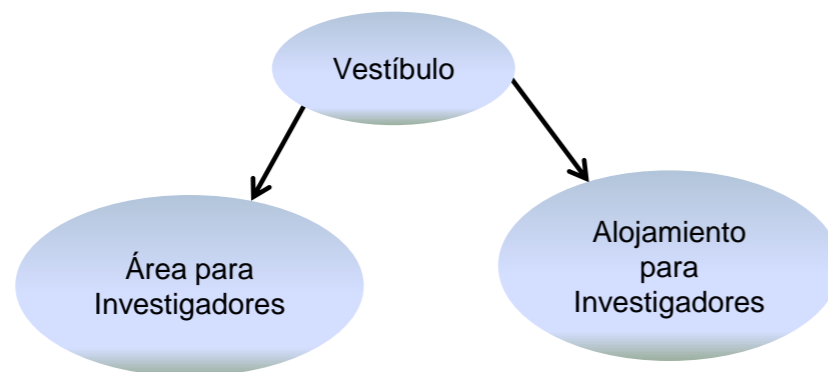 Vestíbulo
Área para
Investigadores
Alojamiento
para
Investigadores